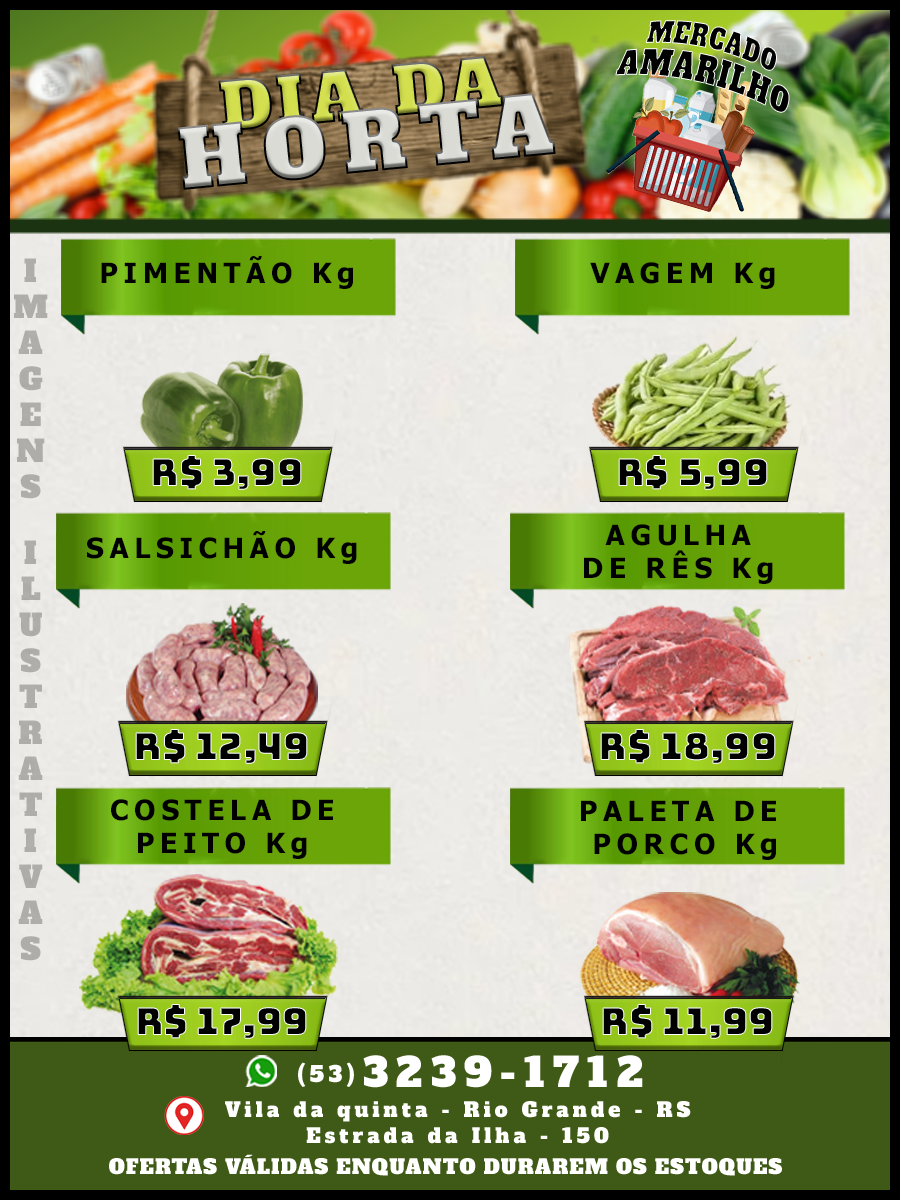 DIA DA
HORTA
MERCADO
AMARILHO
IMAGENS ILUSTRATIVAS
PIMENTÃO Kg
R$ 3,99
VAGEM Kg
R$ 5,99
SALSICHÃO Kg
R$ 12,49
AGULHA
DE RÊS Kg
R$ 18,99
COSTELA DE
PEITO Kg
R$ 17,99
PALETA DE
PORCO Kg
R$ 11,99
(53) 3239-1712
Vila da quinta - Rio Grande - RS
Estrada da Ilha - 150
OFERTAS VÁLIDAS ENQUANTO DURAREM OS ESTOQUES